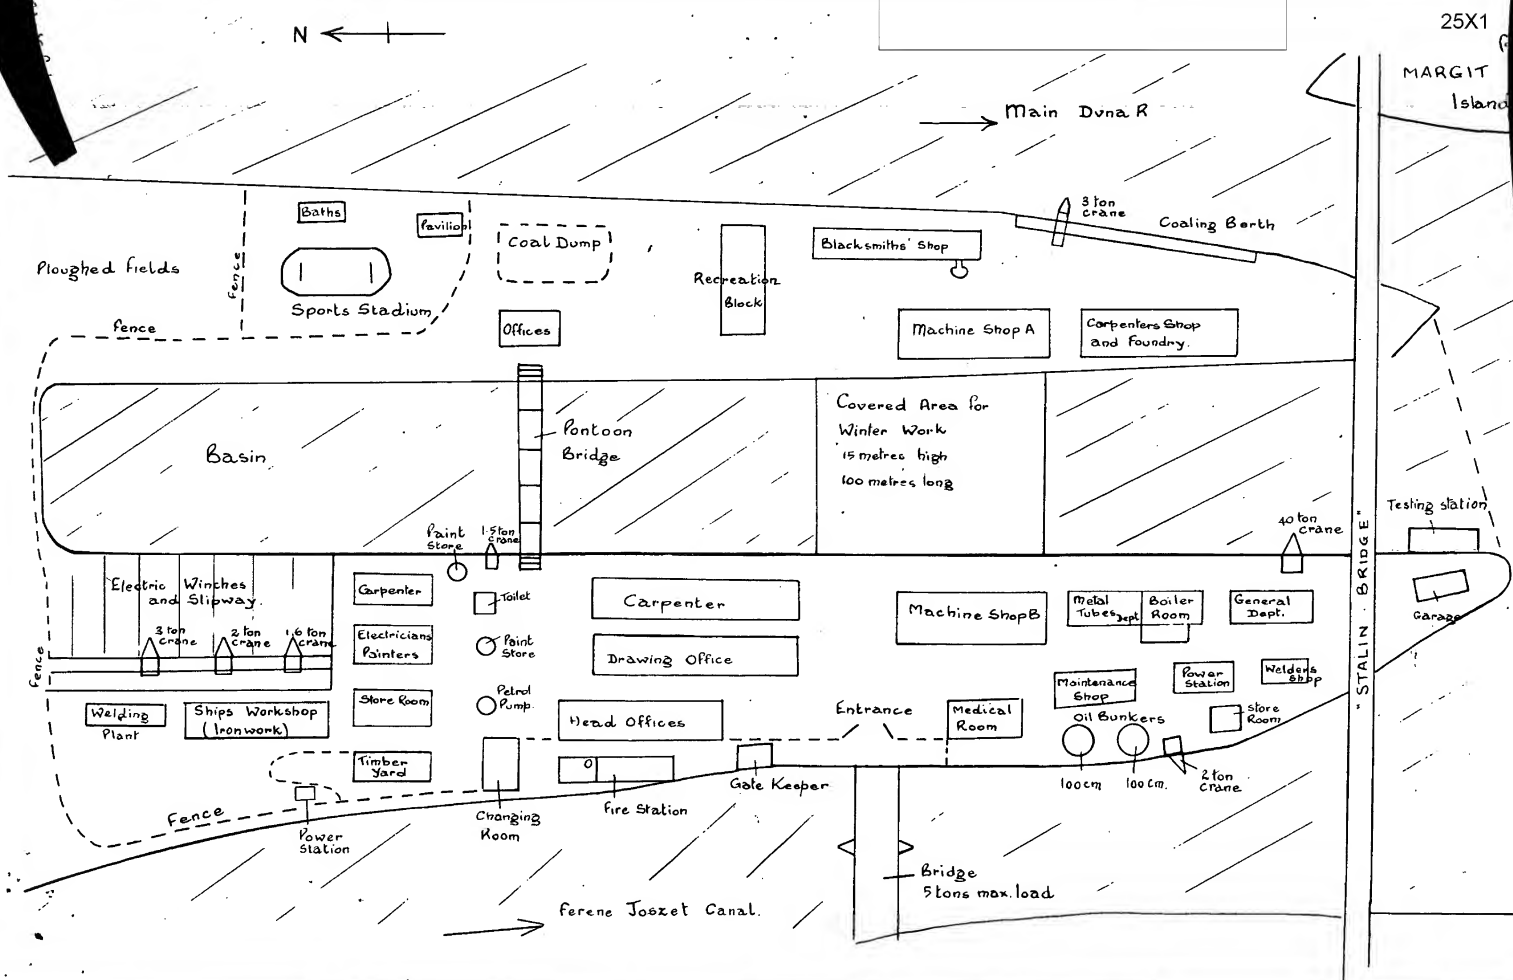 25X1
N
MARGIT
Island
Main Duna R
3 ton
crane
Coaling Berth
Baths
Pavilion
Coal Dump
Blacksmiths' Shop
Ploughed fields
fence
Sports Stadium
Recreation
Block
fence
Offices
Machine Shop A
Carpenters Shop
and Foundry.
Basin
Pontoon
Bridge
Covered Area for
Winter Work
15 metres high
100 metres long
Paint
Store
1·5 ton
crane
40 ton
crane
Testing station
"STALIN BRIDGE"
Electric Winches
and Slipway.
Carpenter
Toilet
Carpenter
Machine Shop B
Metal
Tubes Dept
Boiler
Room
General
Dept.
Garage
3 ton
crane
2 ton
crane
1.6 ton
crane
Electricians
Painters
Paint
Store
Drawing Office
fence
Maintenance
Shop
Power
Station
Welders
Shop
Welding
Plant
Ships Workshop
(Ironwork)
Store Room
Petrol
Pump.
Head Offices
Entrance
Medical
Room
Oil Bunkers
Store
Room
Timber
Yard
100cm
100cm.
2 ton
Crane
Gate Keeper
Fence
Power
Station
Changing
Room
Fire Station
Bridge
5 tons max. load
ferene Joszet Canal.